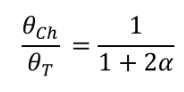 θ_Ch / θ_T = 1 / (1 + 2α)